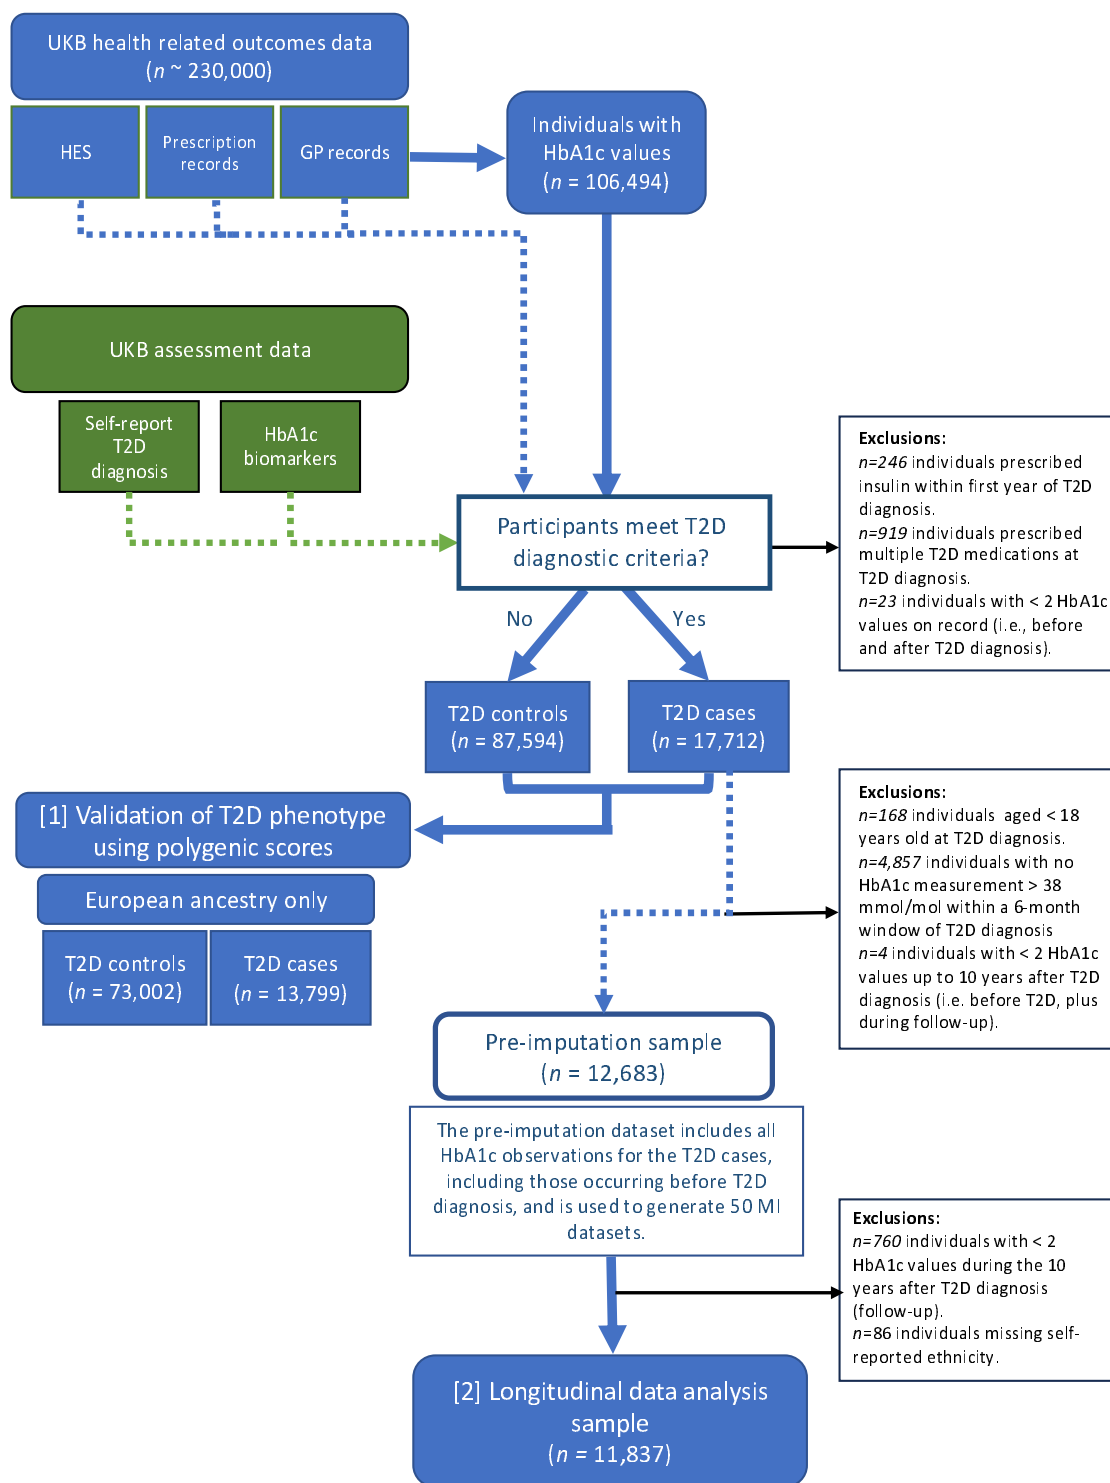 UKB health related outcomes data
(n ~ 230,000)
HES
Prescription
records
GP records
Individuals with
HbA1c values
(n = 106,494)
UKB assessment data
Self-report
T2D
diagnosis
HbA1c
biomarkers
Participants meet T2D
diagnostic criteria?
Exclusions:
n=246 individuals prescribed
insulin within first year of T2D
diagnosis.
n=919 individuals prescribed
multiple T2D medications at
T2D diagnosis.
n=23 individuals with < 2 HbA1c
values on record (i.e., before
and after T2D diagnosis).
No
Yes
T2D controls
(n = 87,594)
T2D cases
(n = 17,712)
[1] Validation of T2D phenotype
using polygenic scores
European ancestry only
T2D controls
(n = 73,002)
T2D cases
(n = 13,799)
Exclusions:
n=168 individuals aged < 18
years old at T2D diagnosis.
n=4,857 individuals with no
HbA1c measurement > 38
mmol/mol within a 6-month
window of T2D diagnosis
n=4 individuals with < 2 HbA1c
values up to 10 years after T2D
diagnosis (i.e. before T2D, plus
during follow-up).
Pre-imputation sample
(n = 12,683)
The pre-imputation dataset includes all
HbA1c observations for the T2D cases,
including those occurring before T2D
diagnosis, and is used to generate 50 MI
datasets.
Exclusions:
n=760 individuals with < 2
HbA1c values during the 10
years after T2D diagnosis
(follow-up).
n=86 individuals missing self-
reported ethnicity.
[2] Longitudinal data analysis
sample
(n = 11,837)